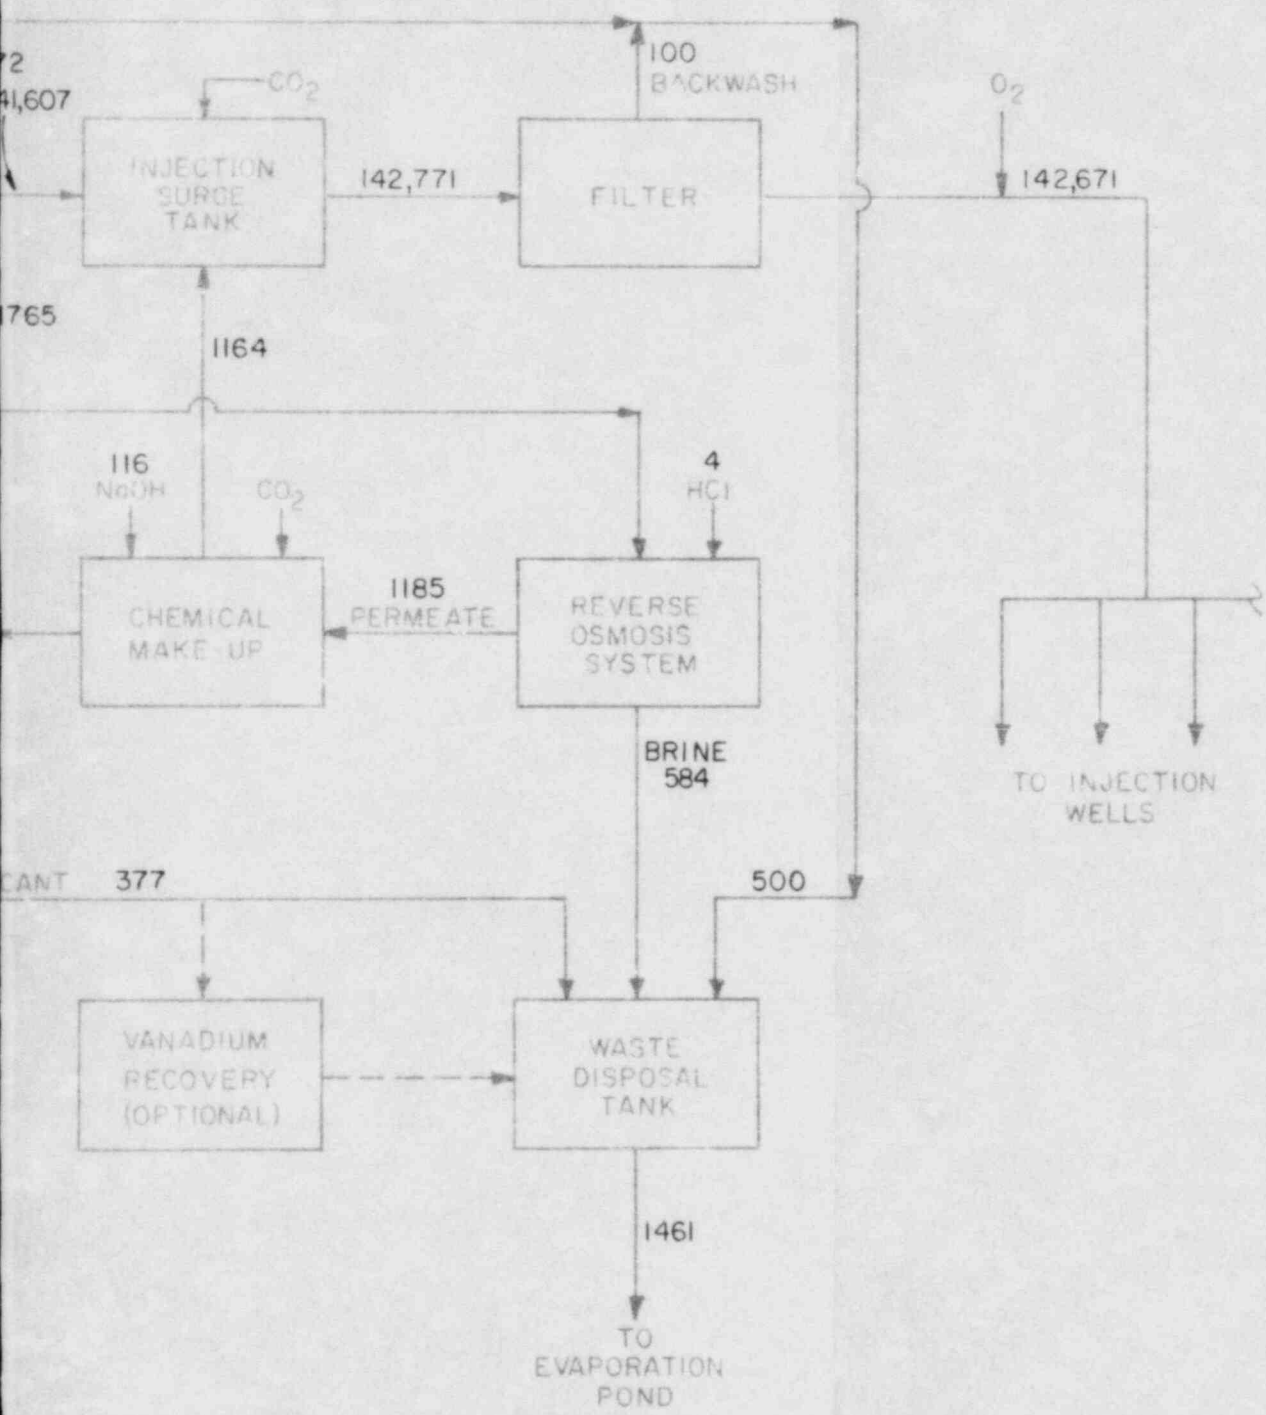 72
41,607
CO2
100
BACKWASH
O2
INJECTION
SURGE
TANK
142,771
FILTER
142,671
1765
1164
116
NaOH
CO2
4
HCl
CHEMICAL
MAKE UP
1185
PERMEATE
REVERSE
OSMOSIS
SYSTEM
BRINE
584
TO INJECTION
WELLS
CANT 377
500
VANADIUM
RECOVERY
(OPTIONAL)
WASTE
DISPOSAL
TANK
1461
TO
EVAPORATION
POND